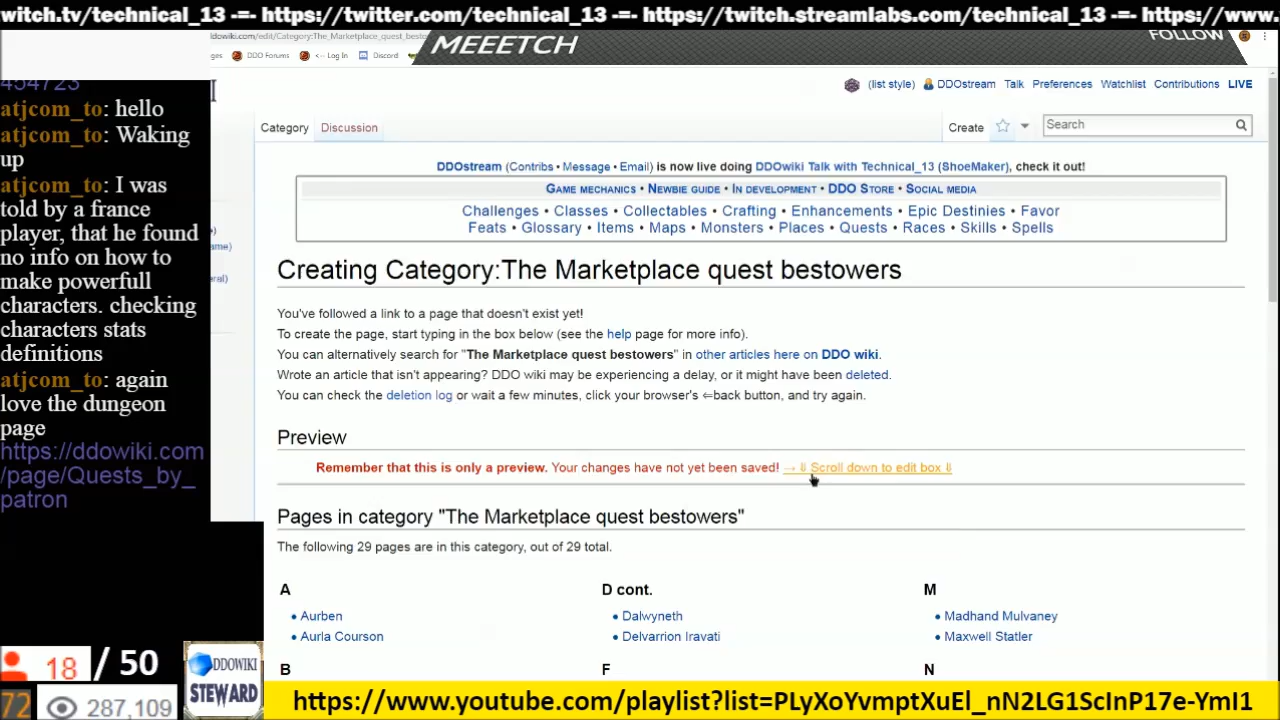 witch.tv/technical_13 -=- https://twitter.com/technical_13 -=- https://twitch.streamlabs.com/technical_13 -=- https://www.
ddowiki.com/edit/Category:The_Marketplace_quest_besto
MEEETCH
FOLLOW
ges DDO Forums <-- Log In Discord
454723
atjcom_to: hello
atjcom_to: Waking
up
atjcom_to: I was
told by a france
player, that he found
no info on how to
make powerfull
characters. checking
characters stats
definitions
atjcom_to: again
love the dungeon
page
https://ddowiki.com
/page/Quests_by_
patron
(list style) DDOstream Talk Preferences Watchlist Contributions LIVE
Category Discussion Create Search
DDOstream (Contribs • Message • Email) is now live doing DDOwiki Talk with Technical_13 (ShoeMaker), check it out!
Game mechanics • Newbie guide • In development • DDO Store • Social media
Challenges • Classes • Collectables • Crafting • Enhancements • Epic Destinies • Favor
Feats • Glossary • Items • Maps • Monsters • Places • Quests • Races • Skills • Spells
Creating Category:The Marketplace quest bestowers
You've followed a link to a page that doesn't exist yet!
To create the page, start typing in the box below (see the help page for more info).
You can alternatively search for "The Marketplace quest bestowers" in other articles here on DDO wiki.
Wrote an article that isn't appearing? DDO wiki may be experiencing a delay, or it might have been deleted.
You can check the deletion log or wait a few minutes, click your browser's ⇐back button, and try again.
Preview
Remember that this is only a preview. Your changes have not yet been saved! → ⇓ Scroll down to edit box ⇓
Pages in category "The Marketplace quest bestowers"
The following 29 pages are in this category, out of 29 total.
A D cont. M
• Aurben • Dalwyneth • Madhand Mulvaney
• Aurla Courson • Delvarrion Iravati • Maxwell Statler
B F N
18 / 50
72 287,109
DDOWIKI
STEWARD
https://www.youtube.com/playlist?list=PLyXoYvmptXuEl_nN2LG1ScInP17e-YmI1